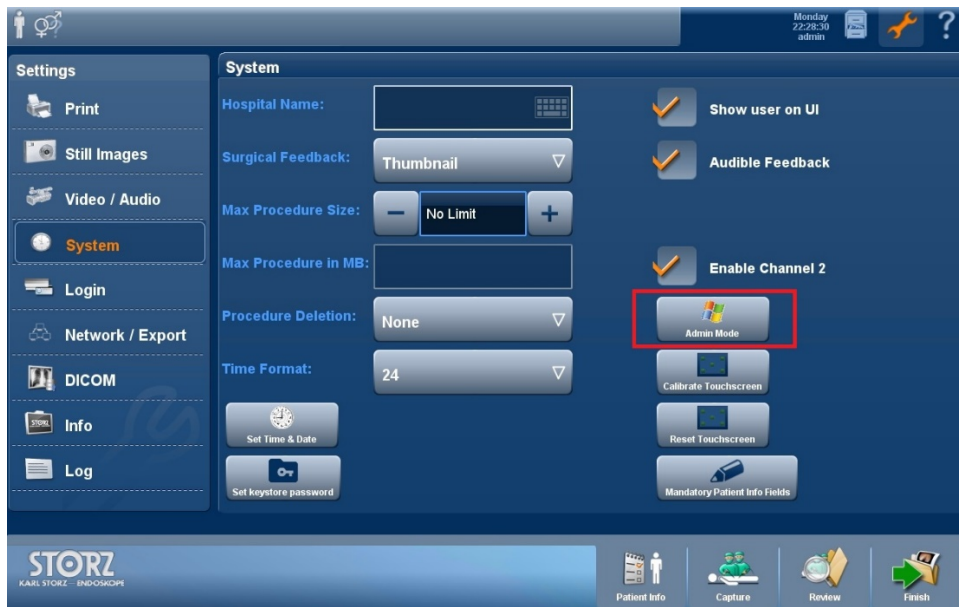 Monday
22:28:30
admin
Settings
Print
Still Images
Video / Audio
System
Login
Network / Export
DICOM
Info
Log
System
Hospital Name:
Surgical Feedback:
Thumbnail
Max Procedure Size:
No Limit
Max Procedure in MB:
Procedure Deletion:
None
Time Format:
24
Set Time & Date
Set keystore password
Show user on UI
Audible Feedback
Enable Channel 2
Admin Mode
Calibrate Touchscreen
Reset Touchscreen
Mandatory Patient Info Fields
STORZ
KARL STORZ — ENDOSKOPE
Patient Info
Capture
Review
Finish